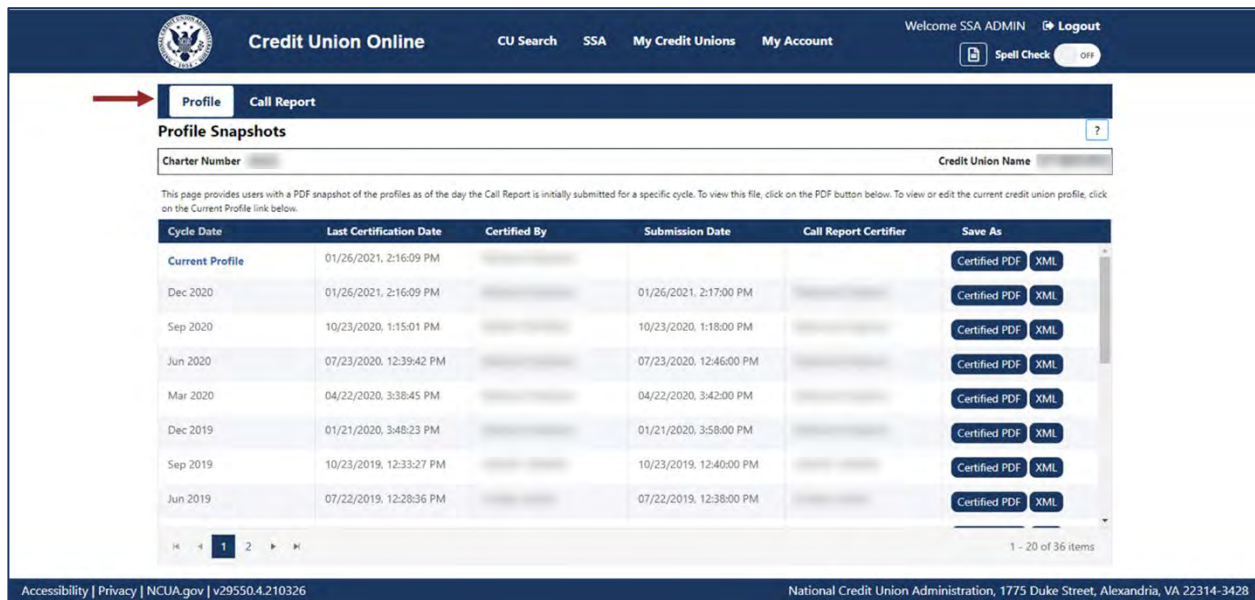 Welcome SSA ADMIN Logout
Credit Union Online CU Search SSA My Credit Unions My Account
Spell Check OFF
Profile Call Report
Profile Snapshots ?
Charter Number Credit Union Name
This page provides users with a PDF snapshot of the profiles as of the day the Call Report is initially submitted for a specific cycle. To view this file, click on the PDF button below. To view or edit the current credit union profile, click
on the Current Profile link below.
Cycle Date Last Certification Date Certified By Submission Date Call Report Certifier Save As
Current Profile 01/26/2021, 2:16:09 PM Certified PDF XML
Dec 2020 01/26/2021, 2:16:09 PM 01/26/2021, 2:17:00 PM Certified PDF XML
Sep 2020 10/23/2020, 1:15:01 PM 10/23/2020, 1:18:00 PM Certified PDF XML
Jun 2020 07/23/2020, 12:39:42 PM 07/23/2020, 12:46:00 PM Certified PDF XML
Mar 2020 04/22/2020, 3:38:45 PM 04/22/2020, 3:42:00 PM Certified PDF XML
Dec 2019 01/21/2020, 3:48:23 PM 01/21/2020, 3:58:00 PM Certified PDF XML
Sep 2019 10/23/2019, 12:33:27 PM 10/23/2019, 12:40:00 PM Certified PDF XML
Jun 2019 07/22/2019, 12:28:36 PM 07/22/2019, 12:38:00 PM Certified PDF XML
1 2 1 - 20 of 36 items
Accessibility | Privacy | NCUA.gov | v29550.4.210326 National Credit Union Administration, 1775 Duke Street, Alexandria, VA 22314-3428